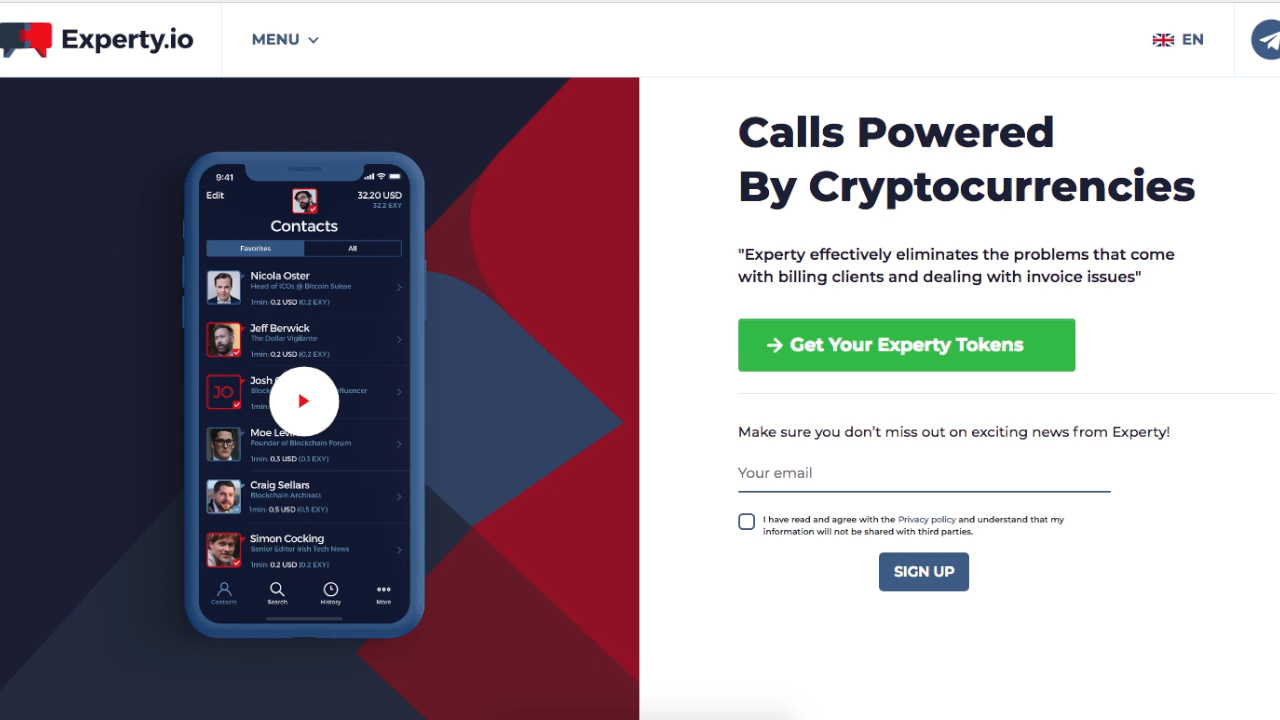 Experty.io
MENU
EN
9:41
Edit
32.20 USD
32.2 EXY
Contacts
Favorites
All
Nicola Oster
Head of ICOs @ Bitcoin Suisse
1min: 0,2 USD (0,2 EXY)
Jeff Berwick
The Dollar Vigilante
1min: 0,2 USD (0,2 EXY)
JO
Josh
1min:
Moe
Founder of Blockchain Forum
1min: 0,3 USD (0.3 EXY)
Craig Sellars
Blockchain Architect
1min: 0.5 USD (0,5 EXY)
Simon Cocking
Senior Editor Irish Tech News
1min: 0.2 USD (0.2 EXY)
Contacts
Search
History
More
Calls Powered
By Cryptocurrencies
"Experty effectively eliminates the problems that come
with billing clients and dealing with invoice issues"
→ Get Your Experty Tokens
Make sure you don’t miss out on exciting news from Experty!
Your email
I have read and agree with the Privacy policy and understand that my
information will not be shared with third parties.
SIGN UP